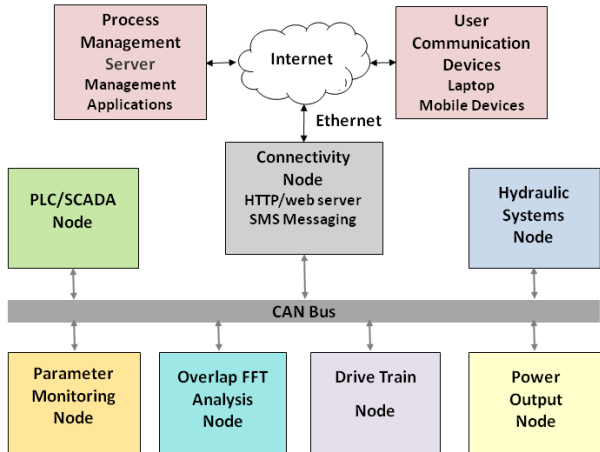 Process
Management
Server
Management
Applications
Internet
User
Communication
Devices
Laptop
Mobile Devices
Ethernet
Connectivity
Node
HTTP/web server
SMS Messaging
PLC/SCADA
Node
Hydraulic
Systems
Node
CAN Bus
Parameter
Monitoring
Node
Overlap FFT
Analysis
Node
Drive Train
Node
Power
Output
Node